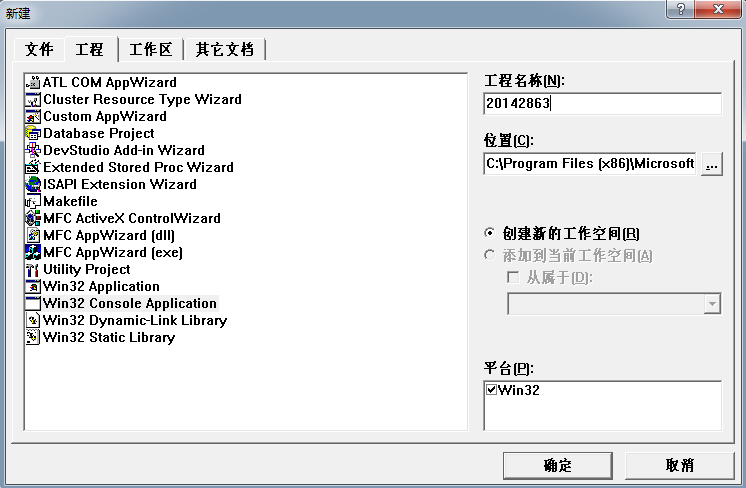 新建
文件 工程 工作区 其它文档
ATL COM AppWizard
Cluster Resource Type Wizard
Custom AppWizard
Database Project
DevStudio Add-in Wizard
Extended Stored Proc Wizard
ISAPI Extension Wizard
Makefile
MFC ActiveX ControlWizard
MFC AppWizard (dll)
MFC AppWizard (exe)
Utility Project
Win32 Application
Win32 Console Application
Win32 Dynamic-Link Library
Win32 Static Library
工程名称(N):
20142863
位置(C):
C:\Program Files (x86)\Microsoft ...
创建新的工作空间(R)
添加到当前工作空间(A)
从属于(D):
平台(P):
Win32
确定 取消